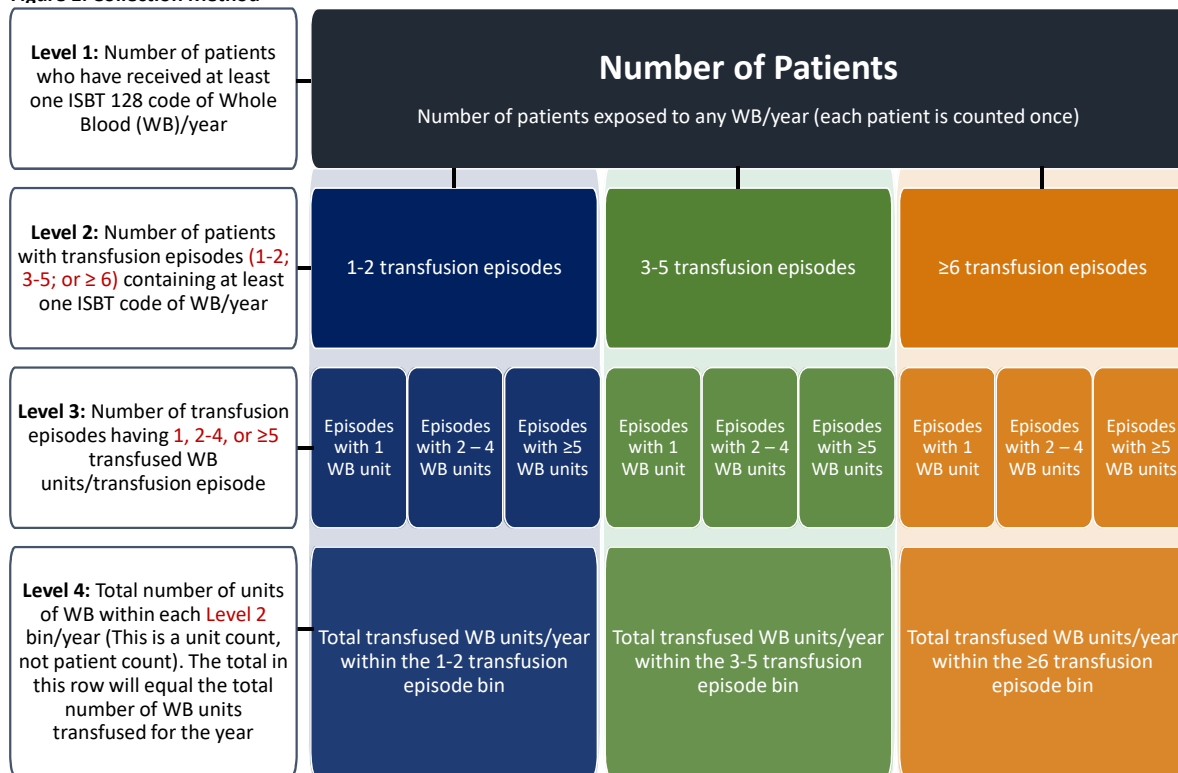 Figure 1. Collection Method
Level 1: Number of patients
who have received at least
one ISBT 128 code of Whole
Blood (WB)/year
Number of Patients
Number of patients exposed to any WB/year (each patient is counted once)
Level 2: Number of patients
with transfusion episodes (1-2;
3-5; or ≥ 6) containing at least
one ISBT code of WB/year
1-2 transfusion episodes
3-5 transfusion episodes
≥6 transfusion episodes
Level 3: Number of transfusion
episodes having 1, 2-4, or ≥5
transfused WB
units/transfusion episode
Episodes
with 1
WB unit
Episodes
with 2 – 4
WB units
Episodes
with ≥5
WB units
Episodes
with 1
WB unit
Episodes
with 2 – 4
WB units
Episodes
with ≥5
WB units
Episodes
with 1
WB unit
Episodes
with 2 – 4
WB units
Episodes
with ≥5
WB units
Level 4: Total number of units
of WB within each Level 2
bin/year (This is a unit count,
not patient count). The total in
this row will equal the total
number of WB units
transfused for the year
Total transfused WB units/year
within the 1-2 transfusion
episode bin
Total transfused WB units/year
within the 3-5 transfusion
episode bin
Total transfused WB units/year
within the ≥6 transfusion
episode bin